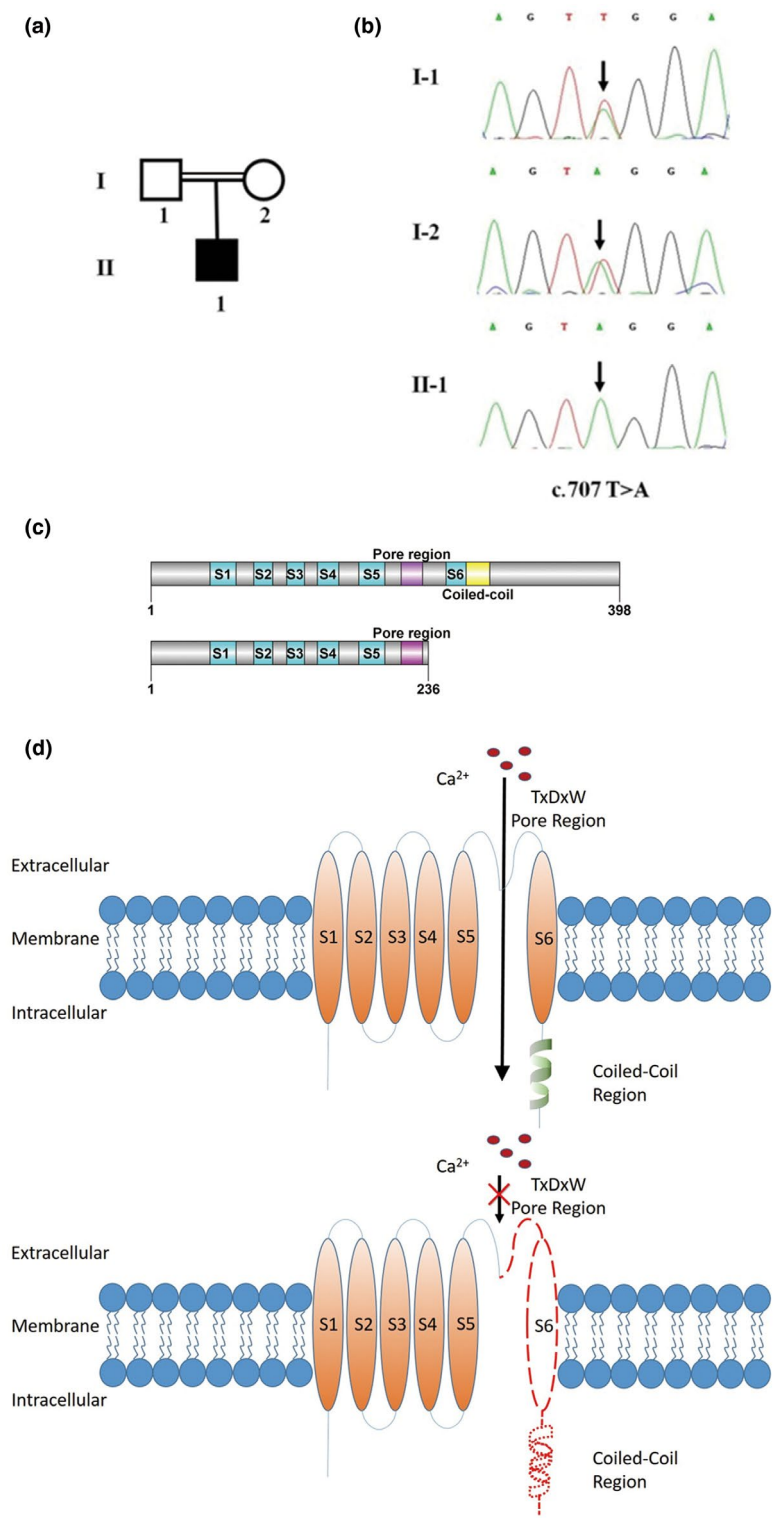 (a)
I
1
2
II
1
(b)
A G T T G G A
I-1
A G T A G G A
I-2
A G T A G G A
II-1
c.707 T>A
(c)
Pore region
S1 S2 S3 S4 S5 S6
Coiled-coil
1 398
Pore region
S1 S2 S3 S4 S5
1 236
(d)
Ca2+
TxDxW
Pore Region
Extracellular
Membrane
Intracellular
S1 S2 S3 S4 S5 S6
Coiled-Coil
Region
Ca2+
TxDxW
Pore Region
Extracellular
Membrane
Intracellular
S1 S2 S3 S4 S5 S6
Coiled-Coil
Region